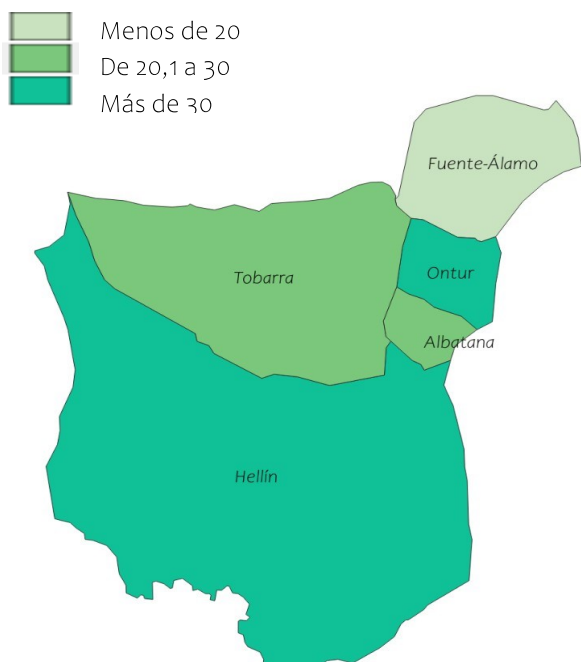 Menos de 20
De 20,1 a 30
Más de 30
Fuente-Álamo
Ontur
Tobarra
Albatana
Hellín